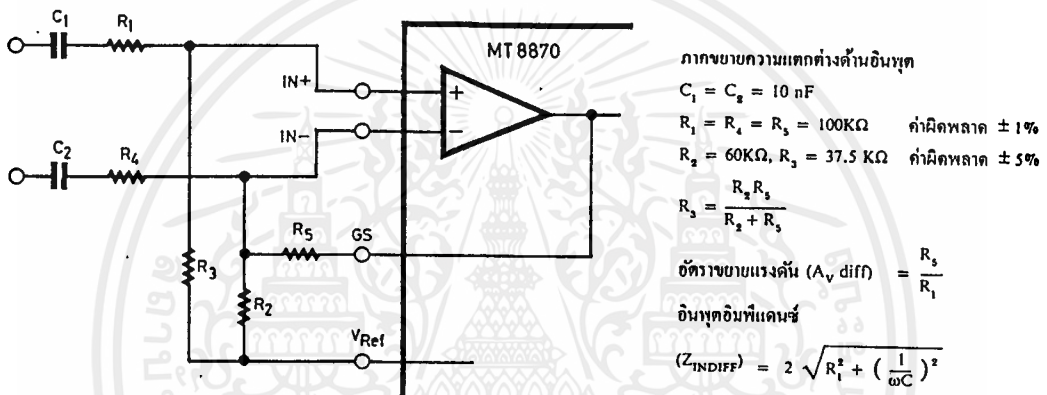 C₁
R₁
MT 8870
IN+
+
IN-
−
C₂
R₄
R₅
GS
R₃
R₂
VRef
ภาคขยายความแตกต่างด้านอินพุต
C₁ = C₂ = 10 nF
R₁ = R₄ = R₅ = 100KΩ ค่าผิดพลาด ± 1%
R₂ = 60KΩ, R₃ = 37.5 KΩ ค่าผิดพลาด ± 5%
R₃ = R₂ R₅ / R₂ + R₅
อัตราขยายแรงดัน (Aᵥ diff) = R₅ / R₁
อินพุตอิมพีแดนซ์
(Z_INDIFF) = 2 √ R₁² + ( 1 / ωC )²